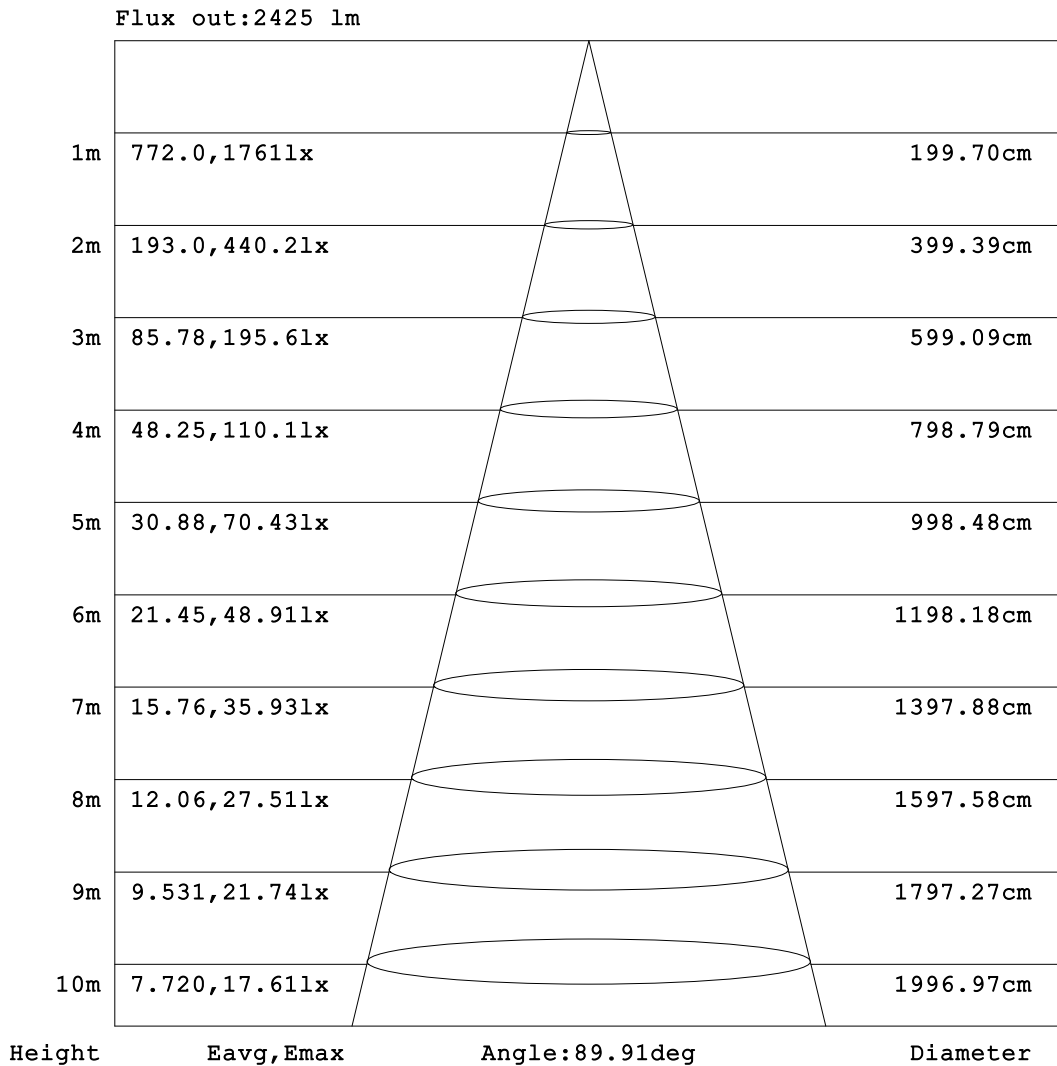 Flux out:2425 lm
1m 772.0,1761lx 199.70cm
2m 193.0,440.2lx 399.39cm
3m 85.78,195.6lx 599.09cm
4m 48.25,110.1lx 798.79cm
5m 30.88,70.43lx 998.48cm
6m 21.45,48.91lx 1198.18cm
7m 15.76,35.93lx 1397.88cm
8m 12.06,27.51lx 1597.58cm
9m 9.531,21.74lx 1797.27cm
10m 7.720,17.61lx 1996.97cm
Height Eavg,Emax Angle:89.91deg Diameter